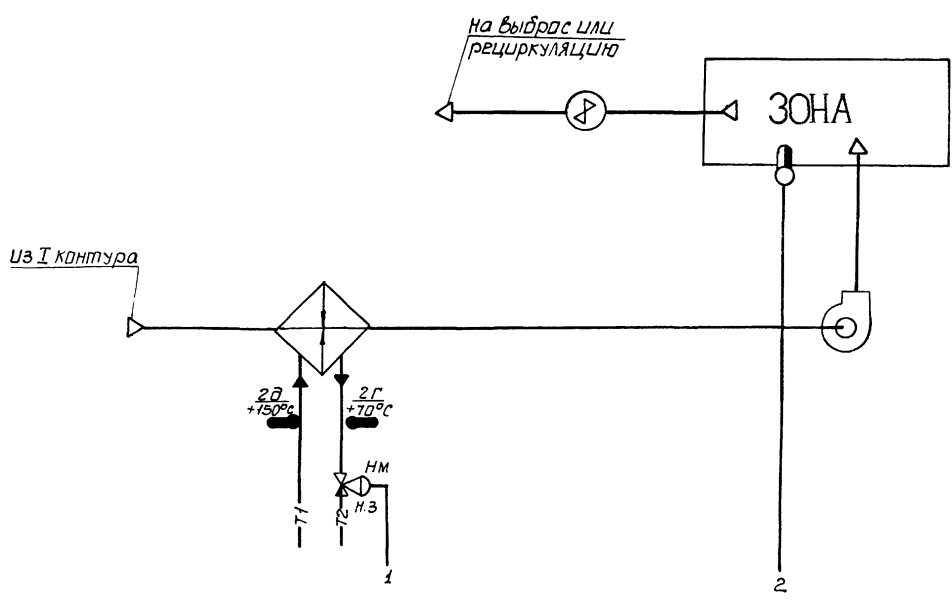 на выброс или
рециркуляцию
ЗОНА
из I контура
2д
+150°С
2г
+70°С
НМ
Н.З
Т1
Т2
1
2